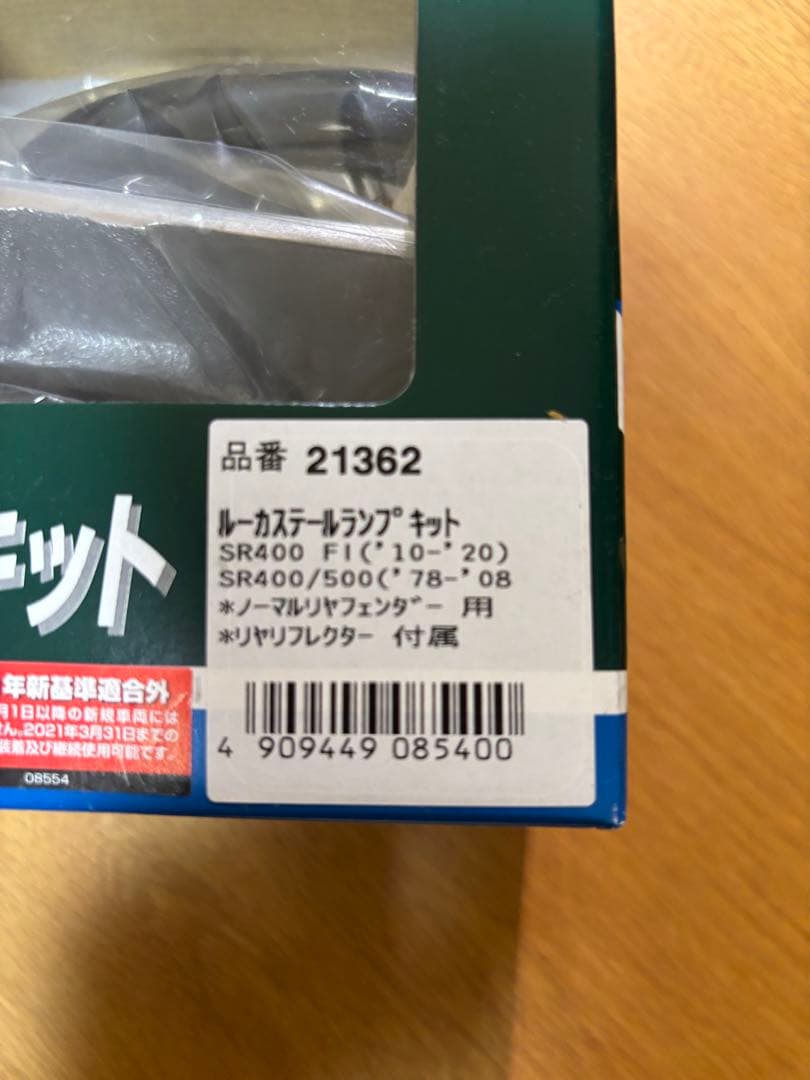 品番 21362
ルーカステールランプキット
SR400 FI('10-'20)
SR400/500('78-'08
*ノーマルリヤフェンダー 用
*リヤリフレクター 付属
キット
年新基準適合外
月1日以降の新規車両には
せん。2021年3月31日までの
装着及び継続使用可能です。
08554
4 909449 085400